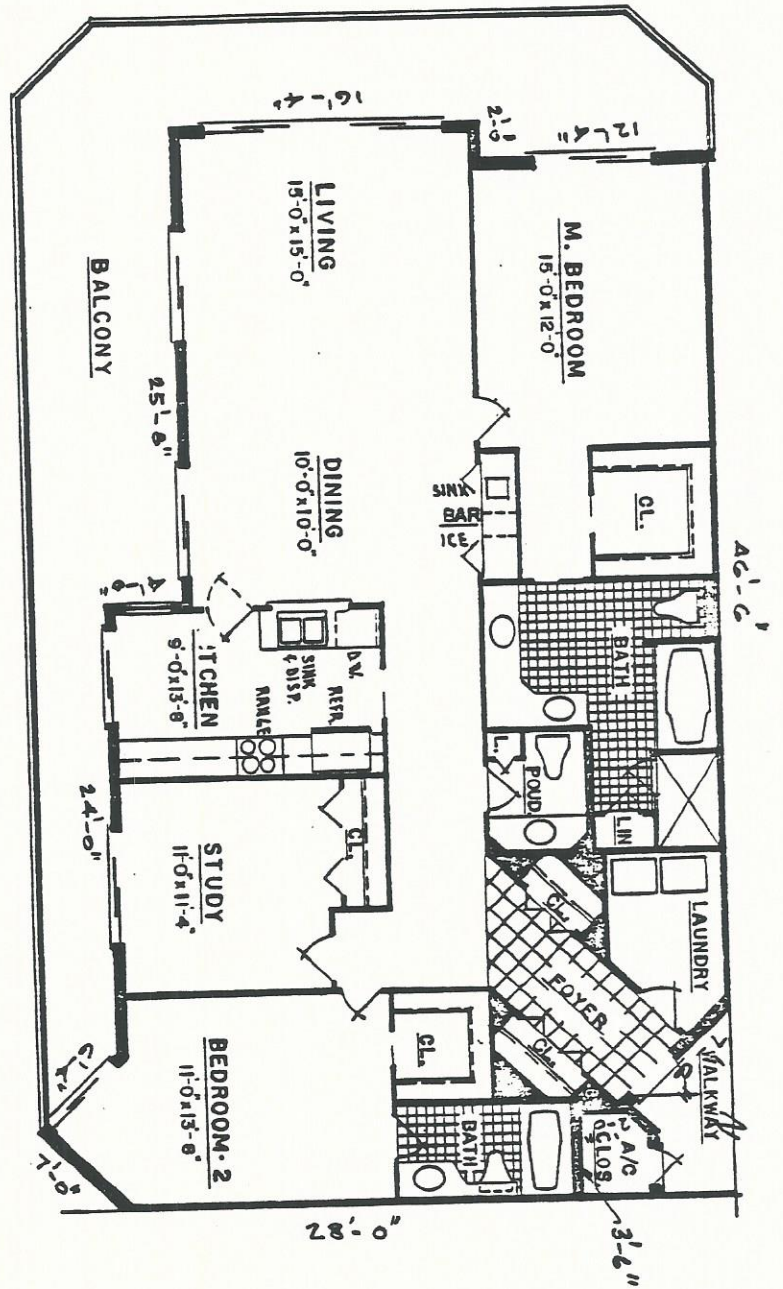 16'-4"
2'-0"
12'-4"
LIVING
15'-0"x15'-0"
M. BEDROOM
15'-0"x12'-0"
BALCONY
25'-8"
DINING
10'-0"x10'-0"
SINK
BAR
ICE
CL.
46'-6"
4'-0"
ITCHEN
9'-0"x13'-8"
SINK
& DISP.
D.W.
REFR.
RANGE
BATH
L.
POUD.
LIN
24'-0"
STUDY
11'-0"x11'-4"
CL.
CL.
LAUNDRY
FOYER
CL.
WALKWAY
BEDROOM·2
11'-0"x13'-8"
CL.
BATH
A/C
CLOS
3'-6"
7'-0"
28'-0"